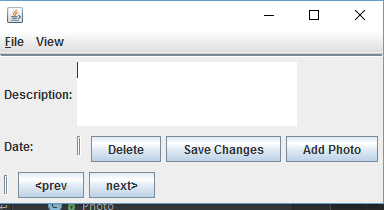 File View
Description:
Date: Delete Save Changes Add Photo
<prev next>
Photo